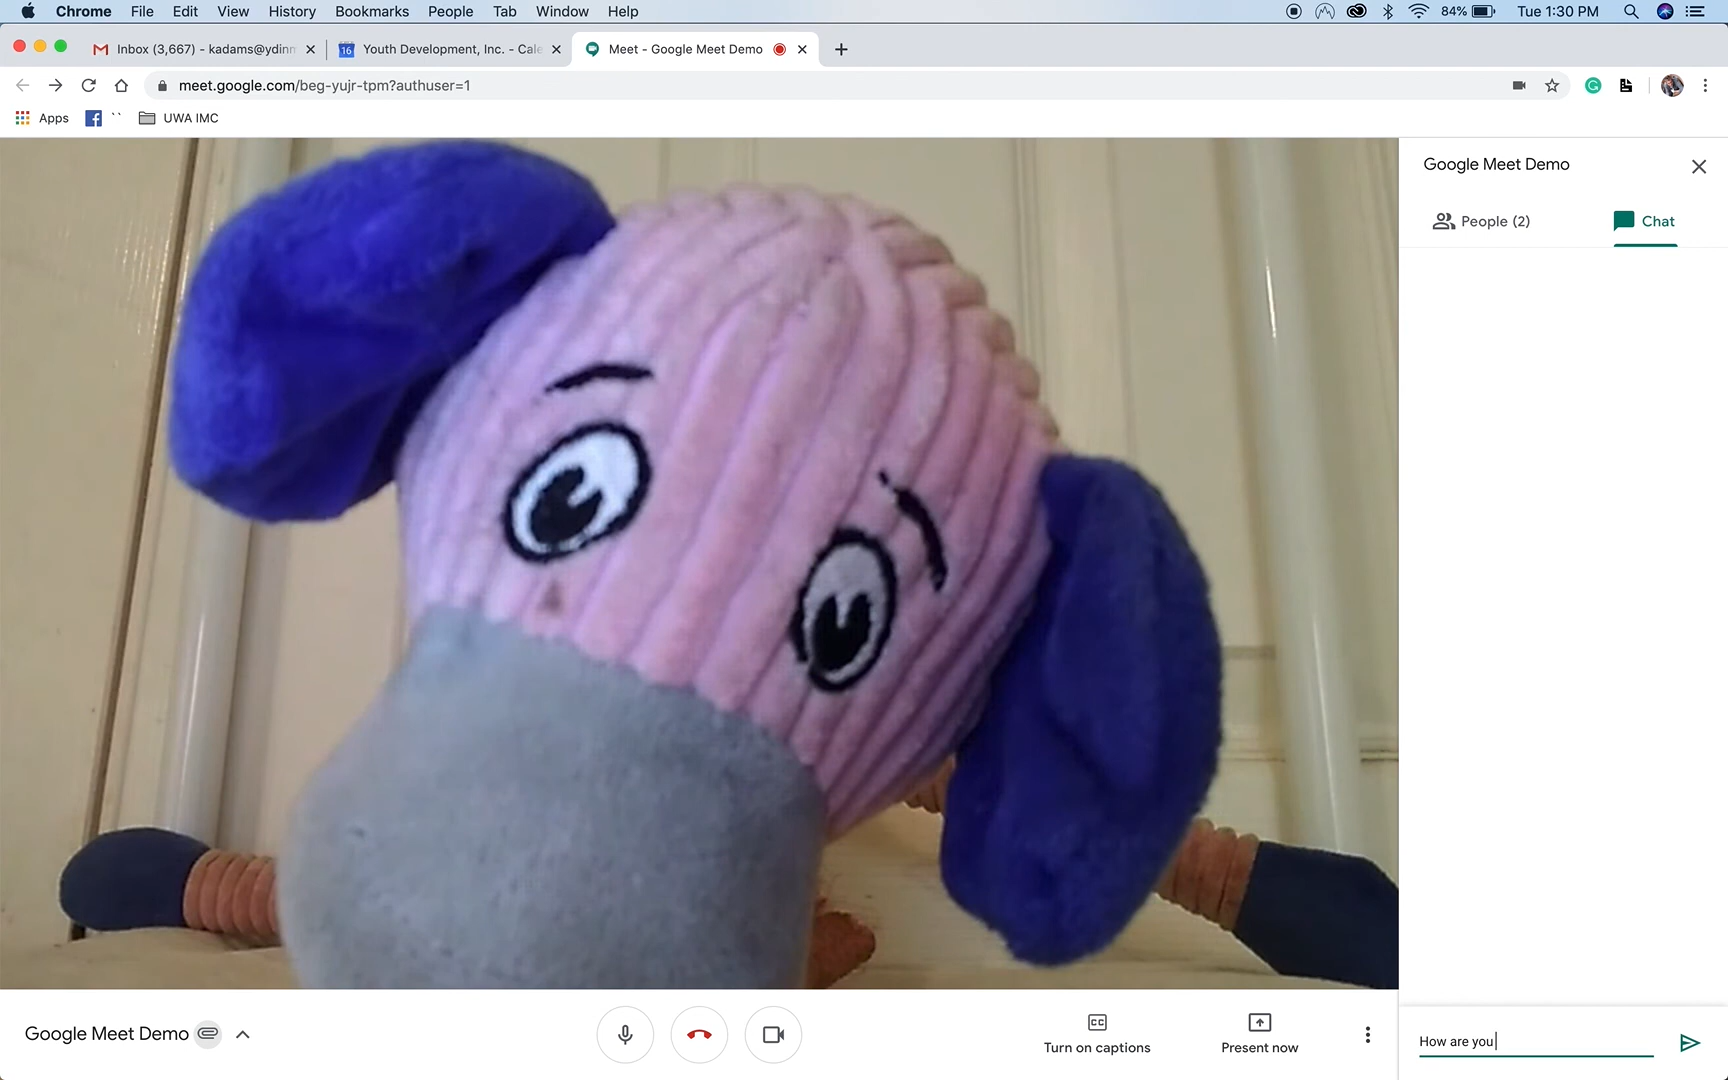 Chrome File Edit View History Bookmarks People Tab Window Help 84% Tue 1:30 PM
Inbox (3,667) - kadams@ydinm
16 Youth Development, Inc. - Cale
Meet - Google Meet Demo
meet.google.com/beg-yujr-tpm?authuser=1
Apps `` UWA IMC
Google Meet Demo
People (2) Chat
Google Meet Demo
Turn on captions
Present now
How are you